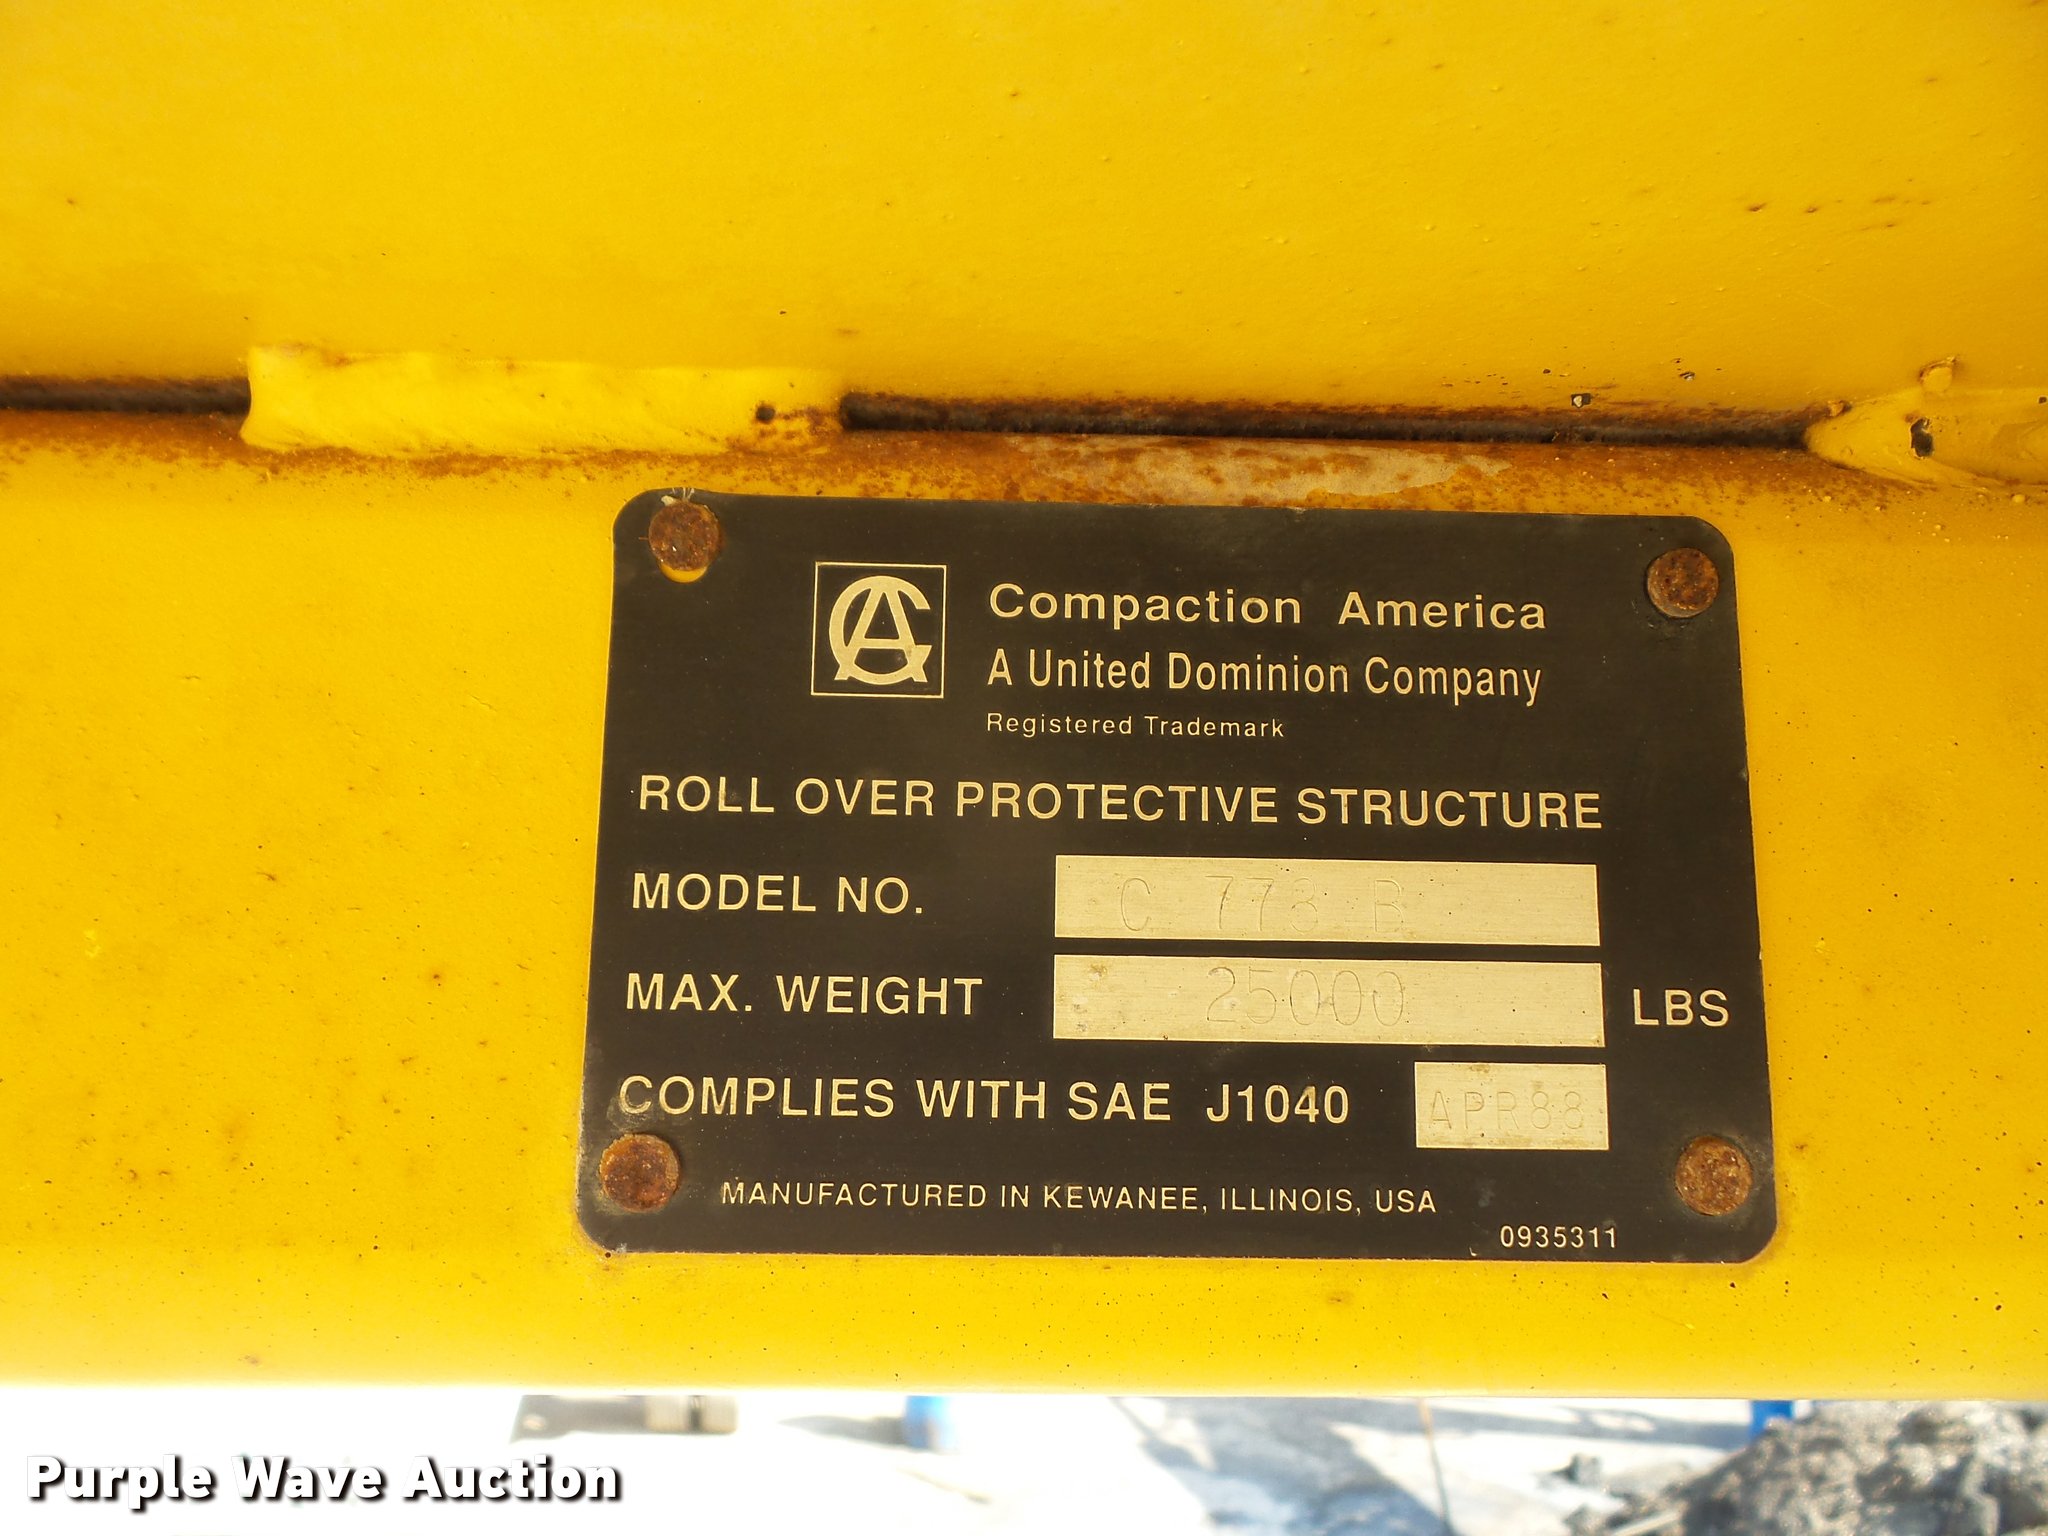 CA
Compaction America
A United Dominion Company
Registered Trademark
ROLL OVER PROTECTIVE STRUCTURE
MODEL NO. C 773 B
MAX. WEIGHT 25000 LBS
COMPLIES WITH SAE J1040 APR88
MANUFACTURED IN KEWANEE, ILLINOIS, USA
0935311
Purple Wave Auction